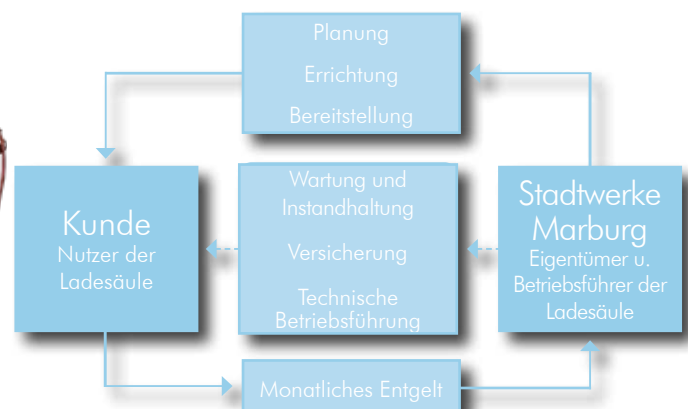 Planung
Errichtung
Bereitstellung
Kunde
Nutzer der
Ladesäule
Wartung und
Instandhaltung
Versicherung
Technische
Betriebsführung
Stadtwerke
Marburg
Eigentümer u.
Betriebsführer der
Ladesäule
Monatliches Entgelt